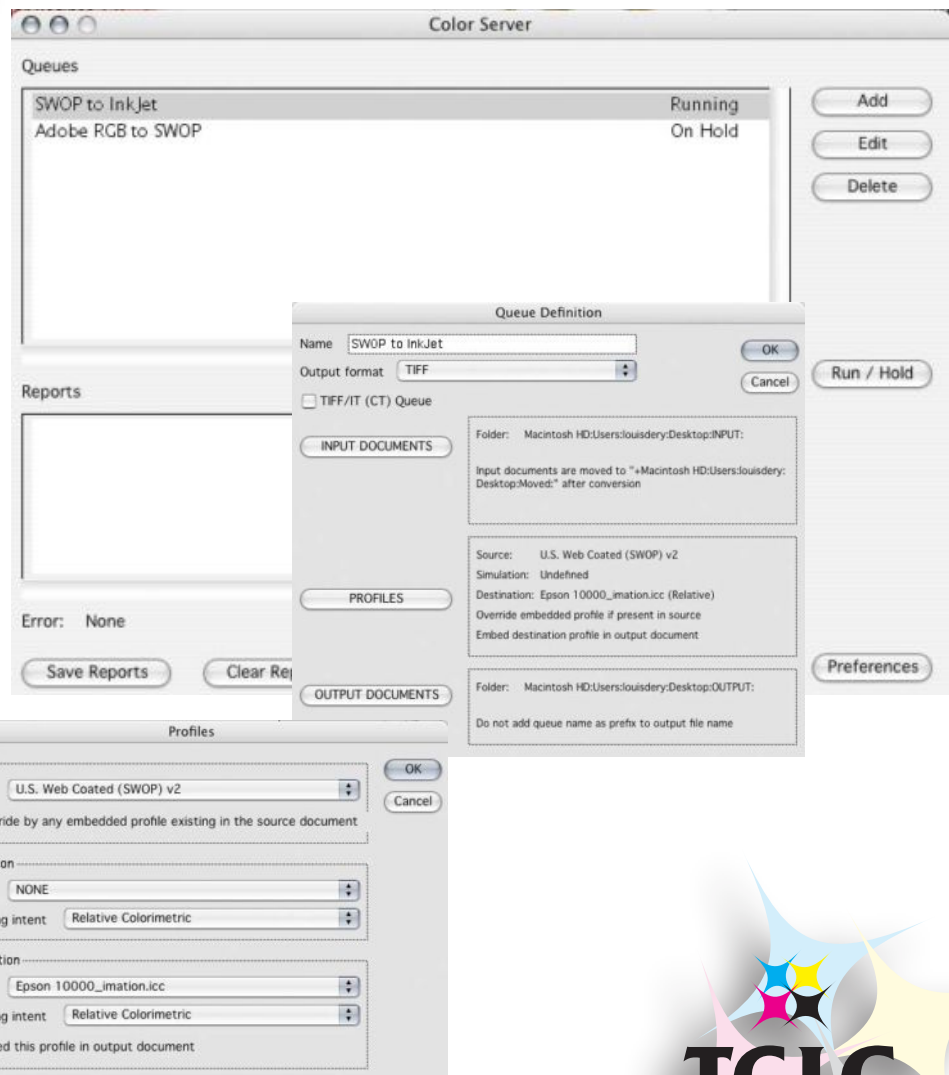 Color Server
Queues
SWOP to InkJet Running
Adobe RGB to SWOP On Hold
Add
Edit
Delete
Run / Hold
Reports
Error: None
Save Reports
Clear Re
Preferences
Queue Definition
Name SWOP to InkJet
OK
Output format TIFF
Cancel
TIFF/IT (CT) Queue
INPUT DOCUMENTS
Folder: Macintosh HD:Users:louisdery:Desktop:INPUT:
Input documents are moved to "+Macintosh HD:Users:louisdery:
Desktop:Moved:" after conversion
PROFILES
Source: U.S. Web Coated (SWOP) v2
Simulation: Undefined
Destination: Epson 10000_imation.icc (Relative)
Override embedded profile if present in source
Embed destination profile in output document
OUTPUT DOCUMENTS
Folder: Macintosh HD:Users:louisdery:Desktop:OUTPUT:
Do not add queue name as prefix to output file name
Profiles
OK
U.S. Web Coated (SWOP) v2
Cancel
ride by any embedded profile existing in the source document
on
NONE
g intent Relative Colorimetric
tion
Epson 10000_imation.icc
g intent Relative Colorimetric
ed this profile in output document